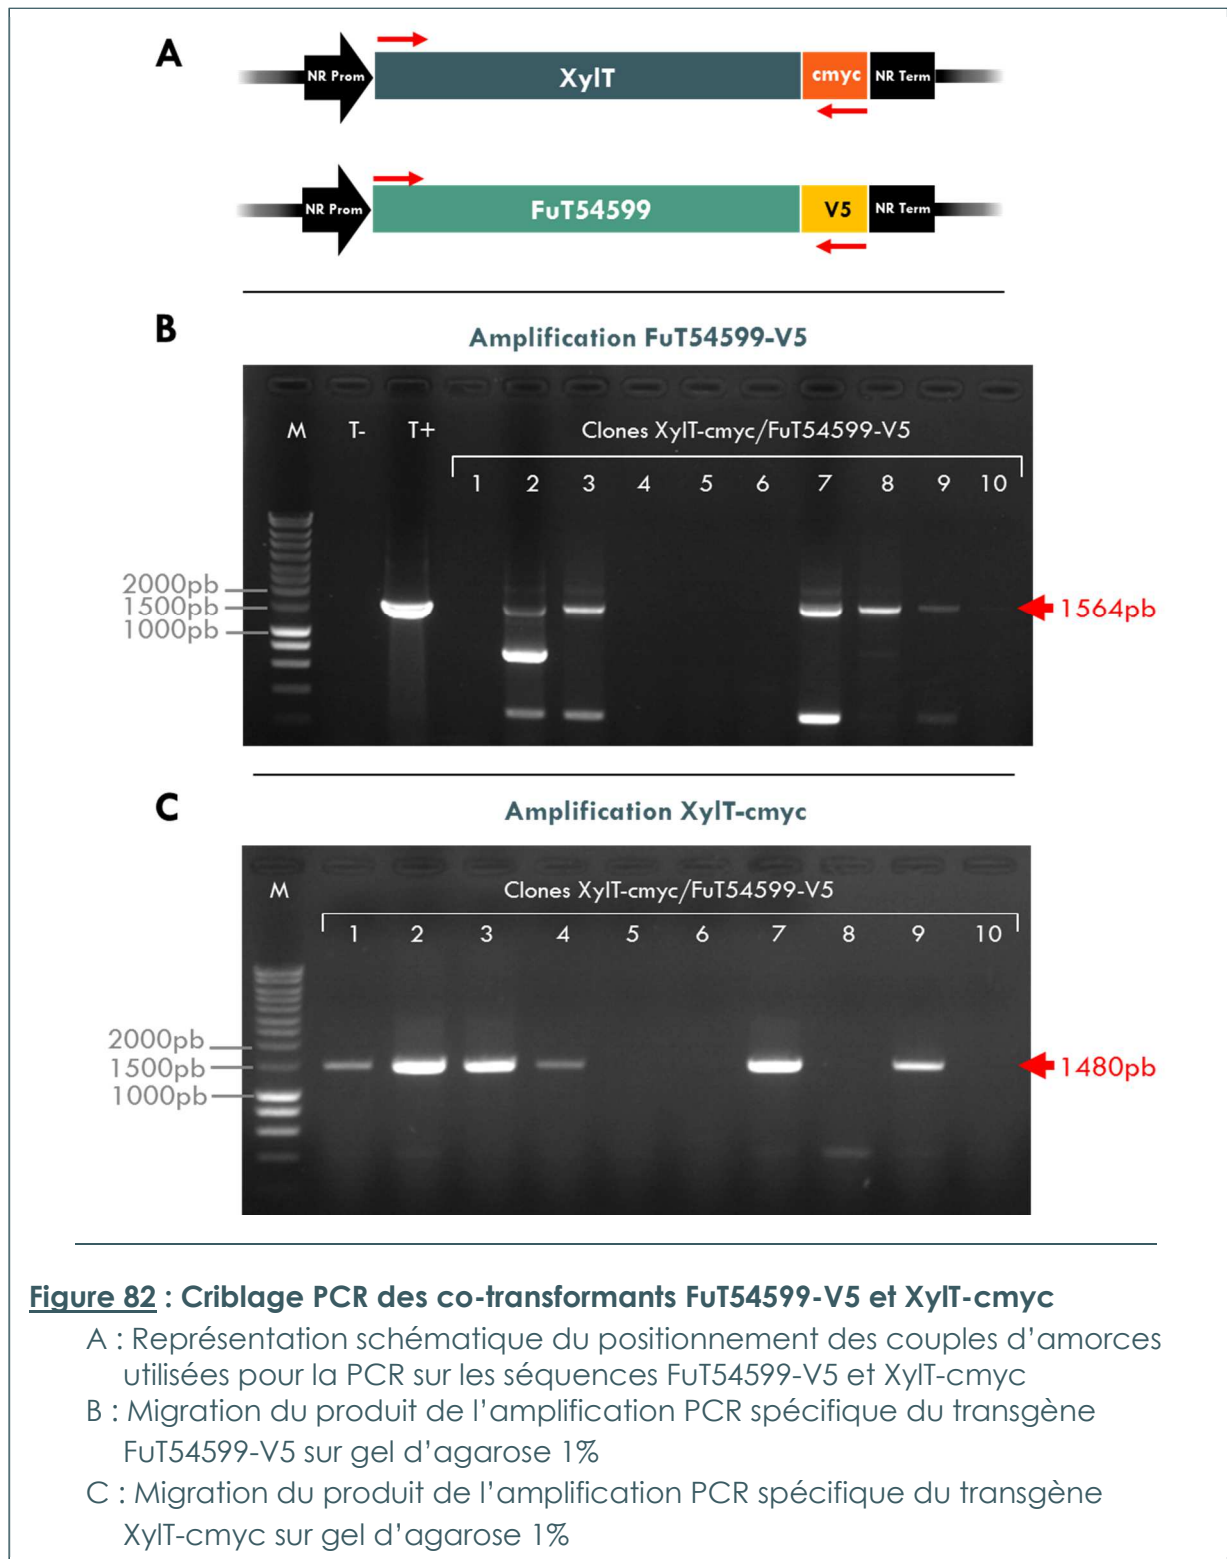 A
NR Prom
XylT
cmyc
NR Term
NR Prom
FuT54599
V5
NR Term
B
Amplification FuT54599-V5
M T- T+ Clones XylT-cmyc/FuT54599-V5
1 2 3 4 5 6 7 8 9 10
2000pb
1500pb
1000pb
1564pb
C
Amplification XylT-cmyc
M Clones XylT-cmyc/FuT54599-V5
1 2 3 4 5 6 7 8 9 10
2000pb
1500pb
1000pb
1480pb
Figure 82 : Criblage PCR des co-transformants FuT54599-V5 et XylT-cmyc
A : Représentation schématique du positionnement des couples d’amorces
utilisées pour la PCR sur les séquences FuT54599-V5 et XylT-cmyc
B : Migration du produit de l’amplification PCR spécifique du transgène
FuT54599-V5 sur gel d’agarose 1%
C : Migration du produit de l’amplification PCR spécifique du transgène
XylT-cmyc sur gel d’agarose 1%